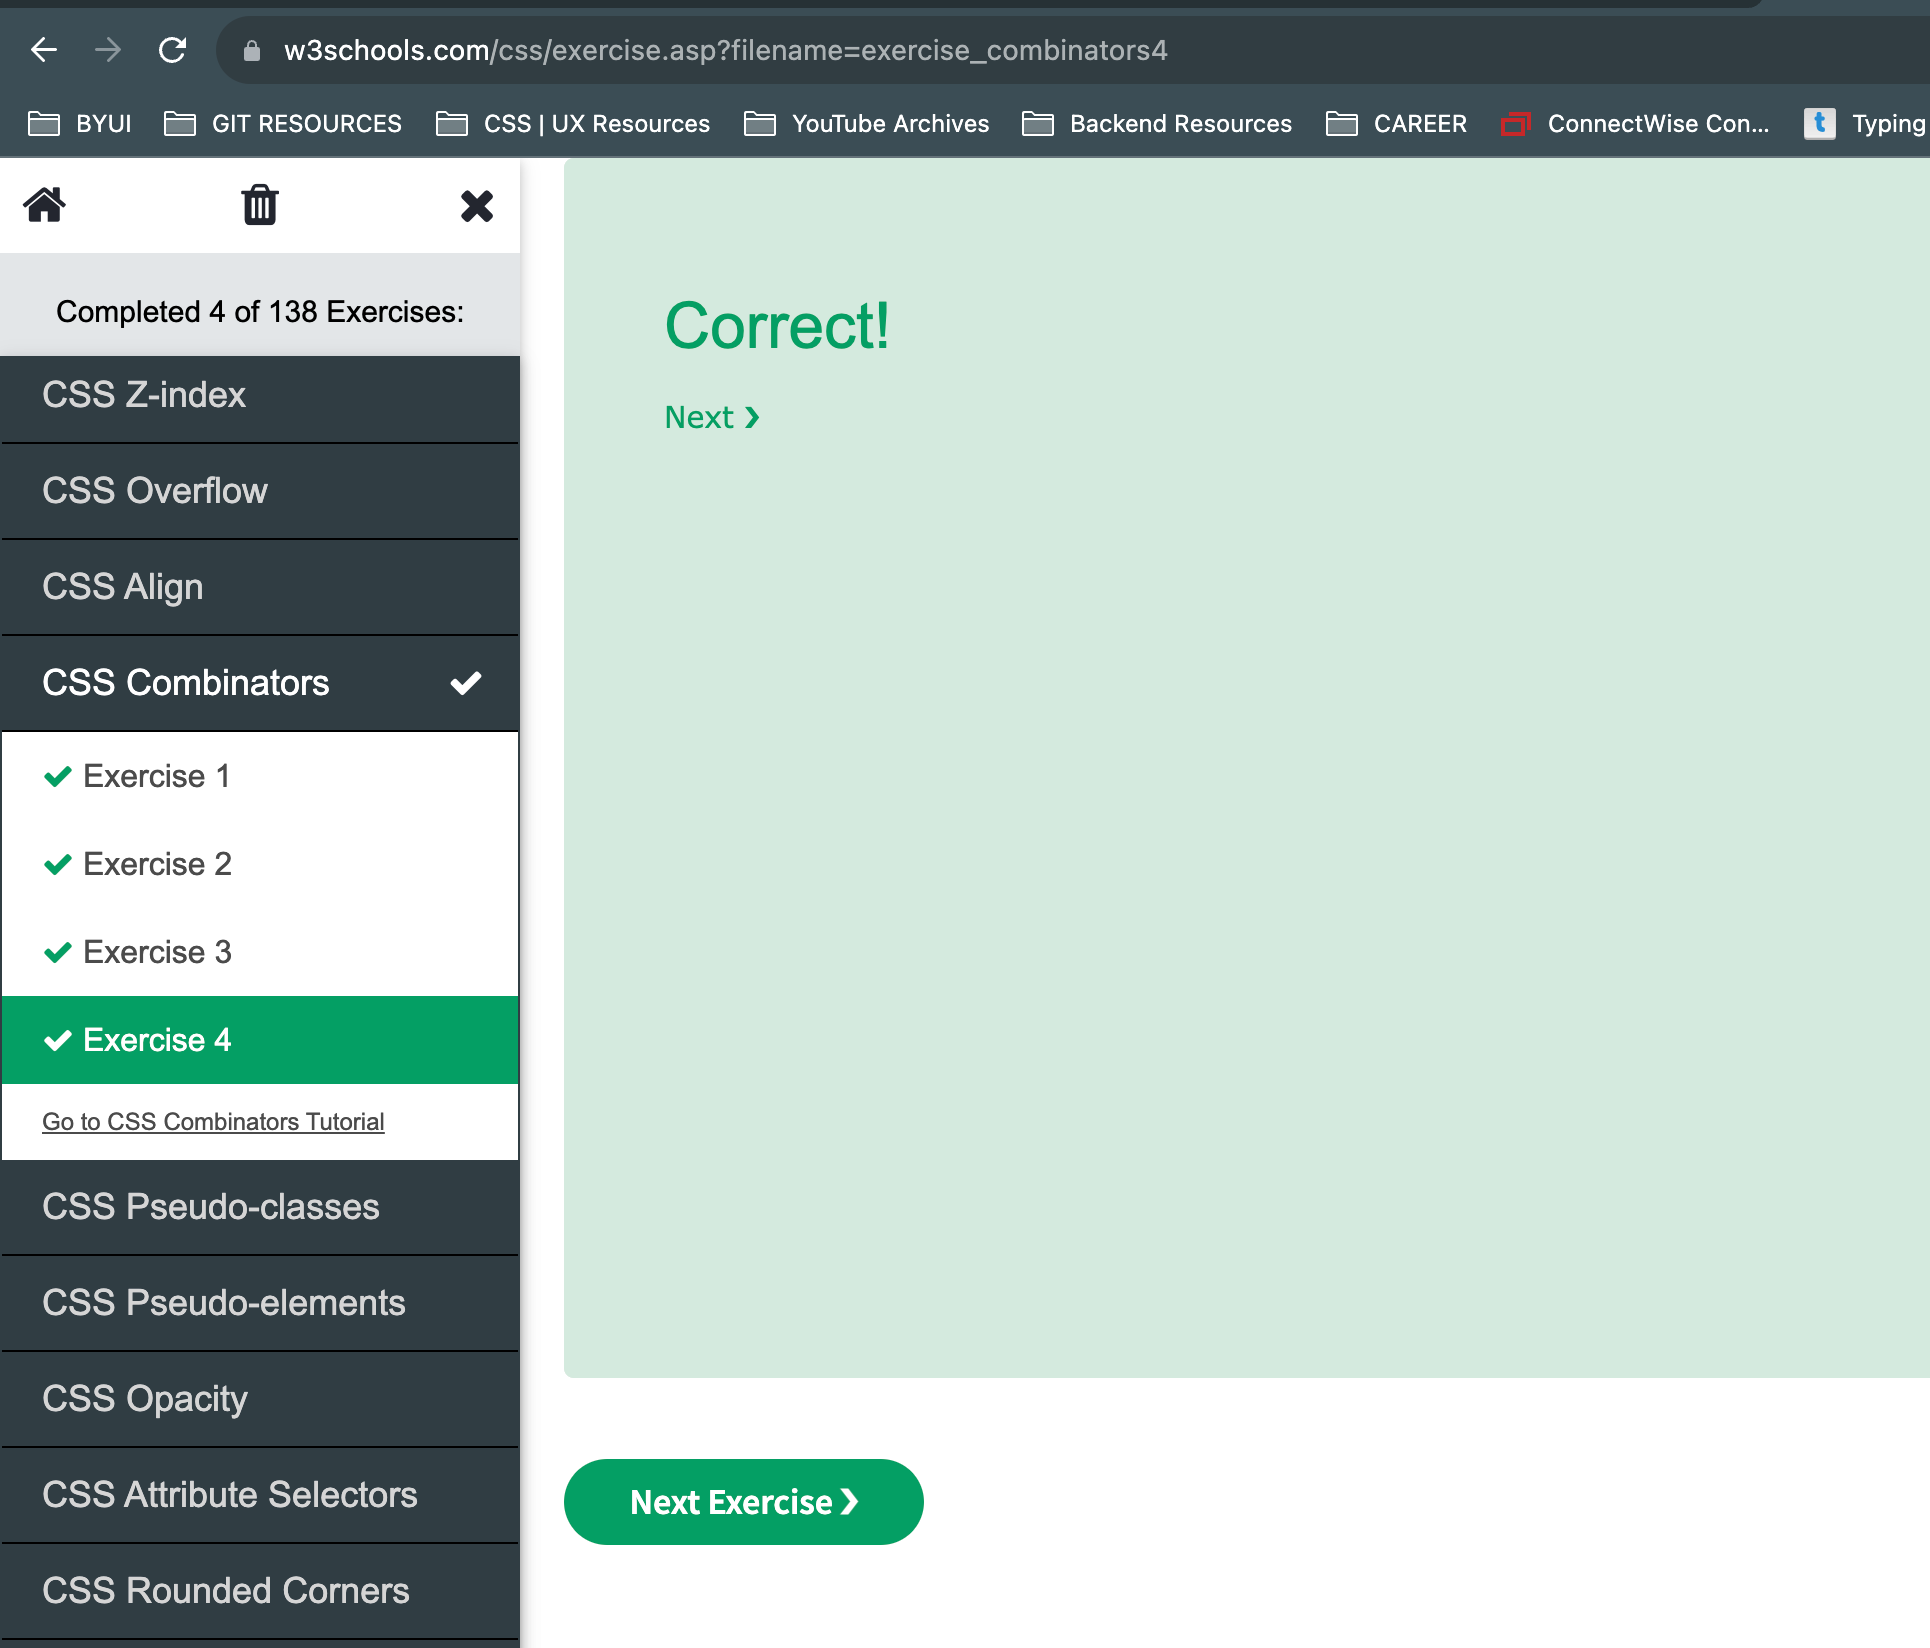 w3schools.com/css/exercise.asp?filename=exercise_combinators4
BYUI GIT RESOURCES CSS | UX Resources YouTube Archives Backend Resources CAREER ConnectWise Con... t Typing
Completed 4 of 138 Exercises:
CSS Z-index
CSS Overflow
CSS Align
CSS Combinators
Exercise 1
Exercise 2
Exercise 3
Exercise 4
Go to CSS Combinators Tutorial
CSS Pseudo-classes
CSS Pseudo-elements
CSS Opacity
CSS Attribute Selectors
CSS Rounded Corners
Correct!
Next ❯
Next Exercise ❯